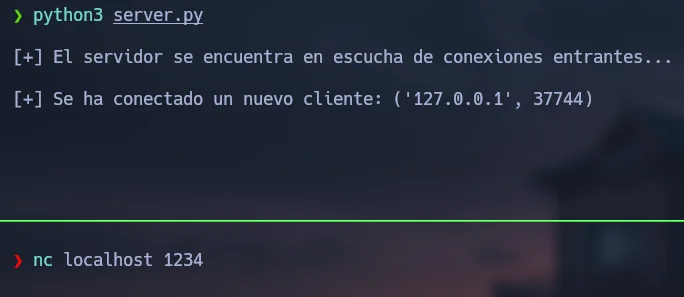 ❯ python3 server.py
[+] El servidor se encuentra en escucha de conexiones entrantes...
[+] Se ha conectado un nuevo cliente: ('127.0.0.1', 37744)
❯ nc localhost 1234